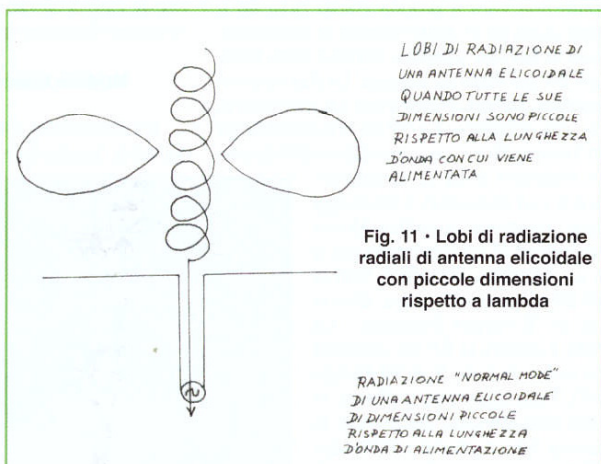 LOBI DI RADIAZIONE DI
UNA ANTENNA ELICOIDALE
QUANDO TUTTE LE SUE
DIMENSIONI SONO PICCOLE
RISPETTO ALLA LUNGHEZZA
D'ONDA CON CUI VIENE
ALIMENTATA
Fig. 11 · Lobi di radiazione
radiali di antenna elicoidale
con piccole dimensioni
rispetto a lambda
RADIAZIONE "NORMAL MODE"
DI UNA ANTENNA ELICOIDALE
DI DIMENSIONI PICCOLE
RISPETTO ALLA LUNGHEZZA
D'ONDA DI ALIMENTAZIONE